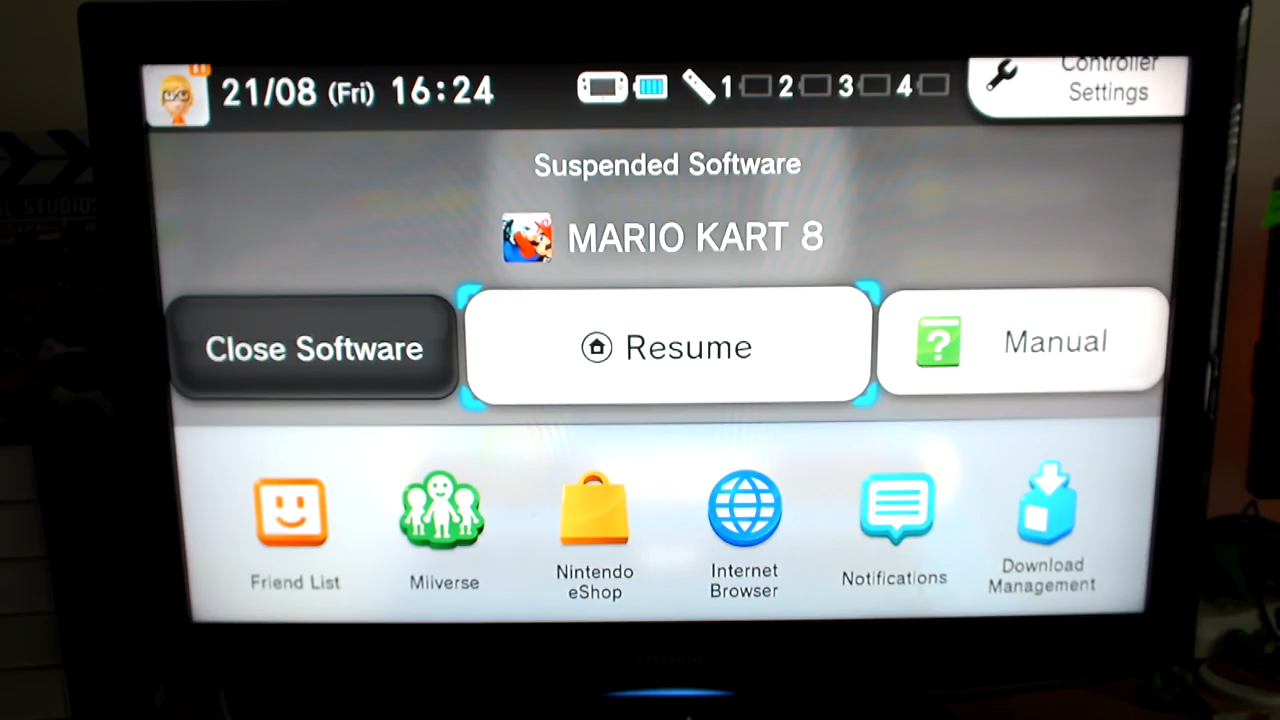 21/08 (Fri) 16:24
1 2 3 4
Controller
Settings
Suspended Software
MARIO KART 8
Close Software
Resume
? Manual
Friend List
Miiverse
Nintendo
eShop
Internet
Browser
Notifications
Download
Management
SAMSUNG